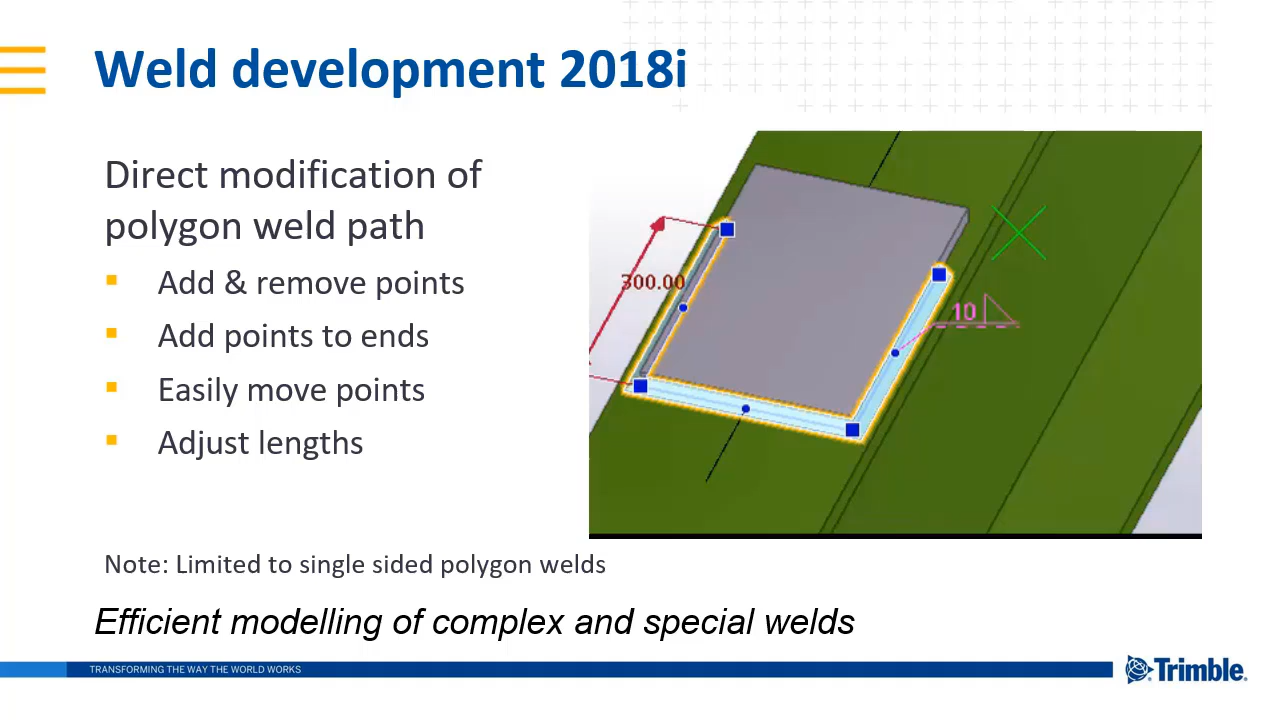 Weld development 2018i
Direct modification of
polygon weld path
Add & remove points
Add points to ends
Easily move points
Adjust lengths
300.00
10
Note: Limited to single sided polygon welds
Efficient modelling of complex and special welds
TRANSFORMING THE WAY THE WORLD WORKS
Trimble.